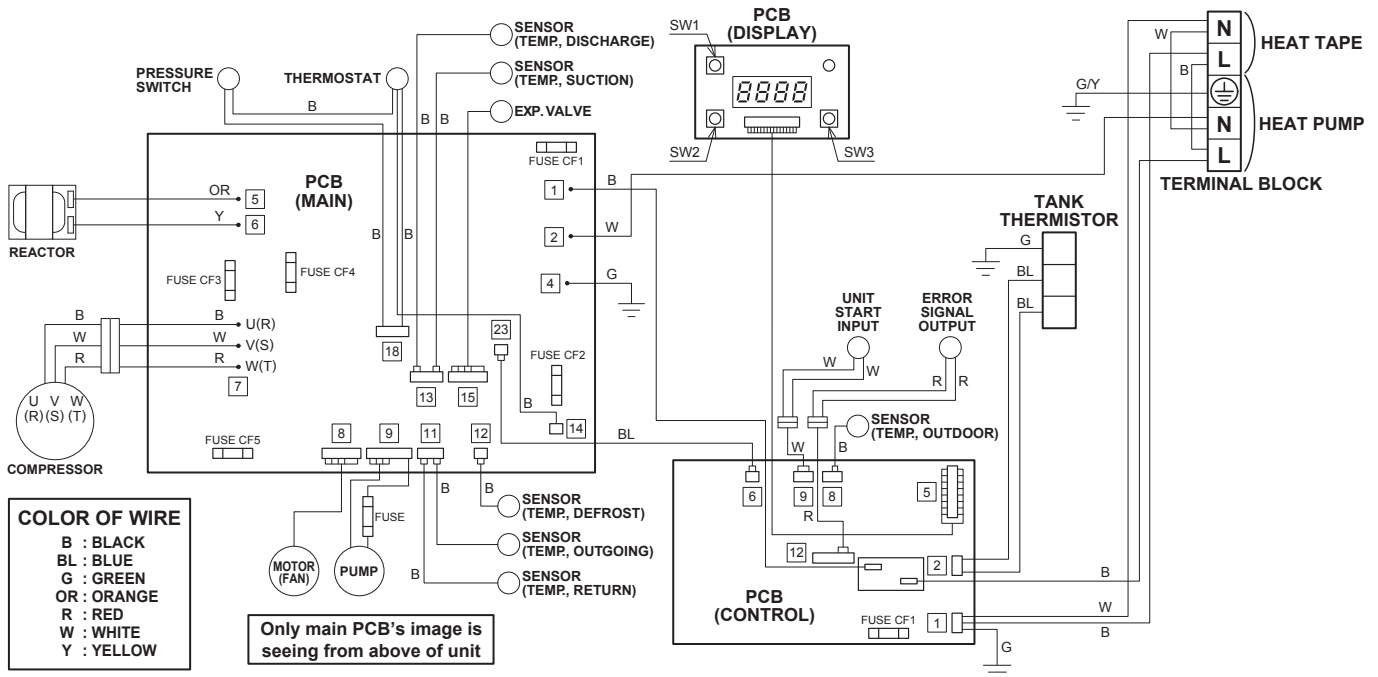 PRESSURE
SWITCH
THERMOSTAT
B
SENSOR
(TEMP., DISCHARGE)
SENSOR
(TEMP., SUCTION)
EXP. VALVE
B B
PCB
(DISPLAY)
SW1
8888
SW2
SW3
W
N
L
N
L
B
G/Y
HEAT TAPE
HEAT PUMP
TERMINAL BLOCK
PCB
(MAIN)
FUSE CF1
1
B
2
W
4
G
OR
5
Y
6
REACTOR
FUSE CF3
FUSE CF4
B B
18
B
B
U(R)
W
W
V(S)
R
R
W(T)
7
U V W
(R) (S) (T)
COMPRESSOR
13
15
23
FUSE CF2
B
14
BL
FUSE CF5
8
9
11
12
B
B
B
FUSE
MOTOR
(FAN)
PUMP
SENSOR
(TEMP., DEFROST)
SENSOR
(TEMP., OUTGOING)
SENSOR
(TEMP., RETURN)
TANK
THERMISTOR
G
BL
BL
UNIT
START
INPUT
ERROR
SIGNAL
OUTPUT
W
W
R R
SENSOR
(TEMP., OUTDOOR)
W
B
6
9
8
5
R
12
2
PCB
(CONTROL)
FUSE CF1
1
B
W
B
G
COLOR OF WIRE
B : BLACK
BL : BLUE
G : GREEN
OR : ORANGE
R : RED
W : WHITE
Y : YELLOW
Only main PCB's image is
seeing from above of unit